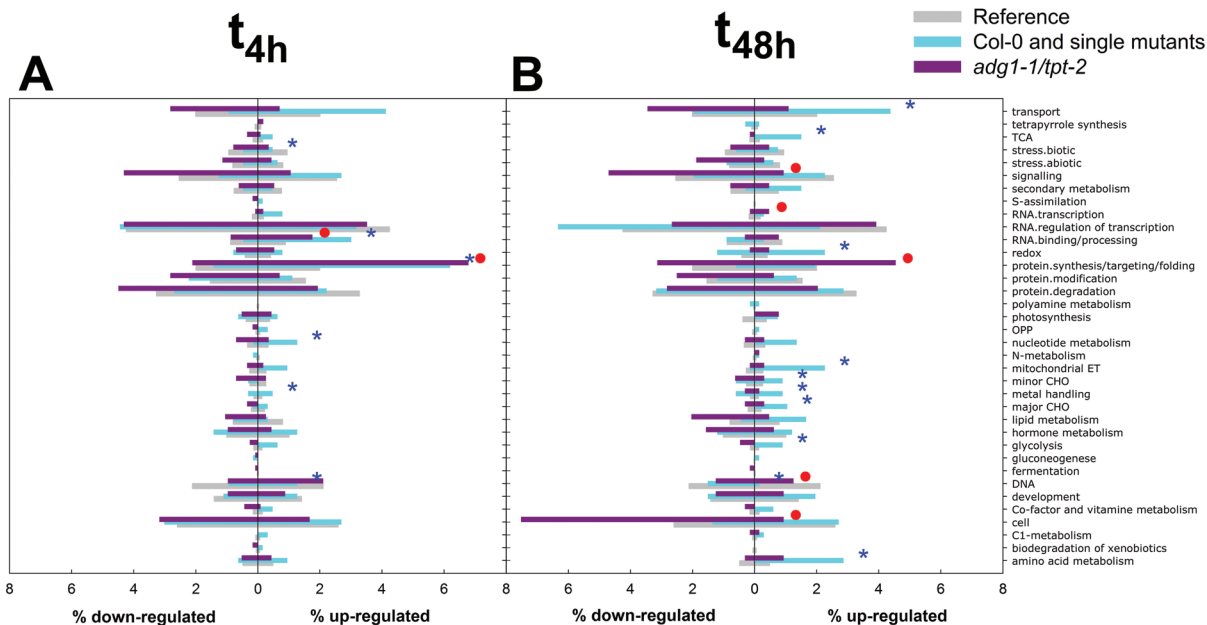 t4h
t48h
Reference
Col-0 and single mutants
adg1-1/tpt-2
A
B
transport
tetrapyrrole synthesis
TCA
stress.biotic
stress.abiotic
signalling
secondary metabolism
S-assimilation
RNA.transcription
RNA.regulation of transcription
RNA.binding/processing
redox
protein.synthesis/targeting/folding
protein.modification
protein.degradation
polyamine metabolism
photosynthesis
OPP
nucleotide metabolism
N-metabolism
mitochondrial ET
minor CHO
metal handling
major CHO
lipid metabolism
hormone metabolism
glycolysis
gluconeogenese
fermentation
DNA
development
Co-factor and vitamine metabolism
cell
C1-metabolism
biodegradation of xenobiotics
amino acid metabolism
8 6 4 2 0 2 4 6 8 6 4 2 0 2 4 6 8
% down-regulated % up-regulated % down-regulated % up-regulated